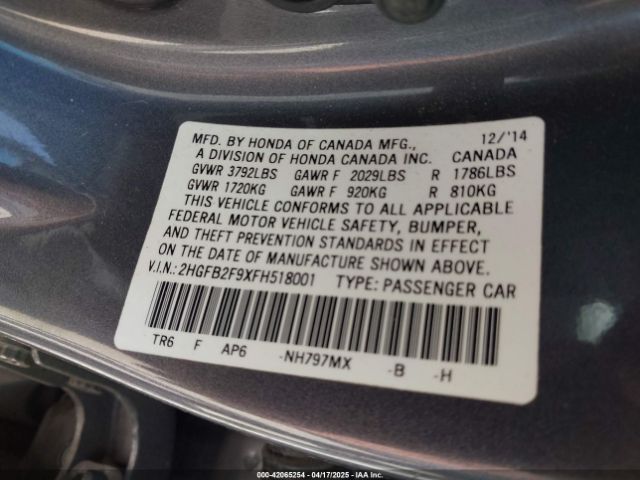 MFD. BY HONDA OF CANADA MFG., 12/'14
A DIVISION OF HONDA CANADA INC. CANADA
GVWR 3792LBS GAWR F 2029LBS R 1786LBS
GVWR 1720KG GAWR F 920KG R 810KG
THIS VEHICLE CONFORMS TO ALL APPLICABLE
FEDERAL MOTOR VEHICLE SAFETY, BUMPER,
AND THEFT PREVENTION STANDARDS IN EFFECT
ON THE DATE OF MANUFACTURE SHOWN ABOVE.
V.I.N.: 2HGFB2F9XFH518001 TYPE: PASSENGER CAR
TR6 F AP6 -NH797MX -B -H
000-42065254 - 04/17/2025 - IAA Inc.